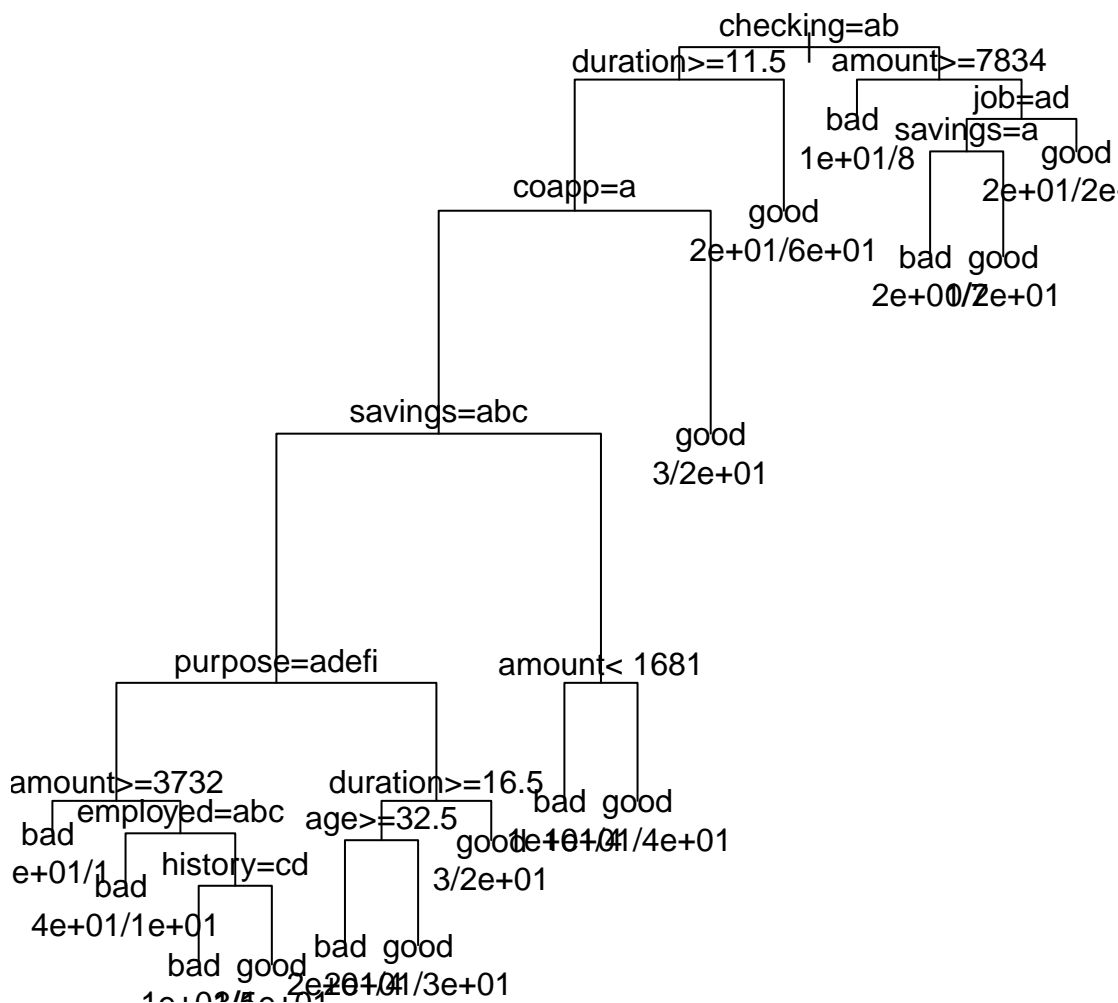 checking=ab
duration>=11.5
amount>=7834
job=ad
bad
1e+01/8
savings=a
good
2e+01/2e
coapp=a
good
2e+01/6e+01
bad
good
savings=abc
good
3/2e+01
purpose=adefi
amount< 1681
amount>=3732
duration>=16.5
bad
e+01/1
employed=abc
age>=32.5
good
3/2e+01
bad
good
bad
4e+01/1e+01
history=cd
bad
good
bad
good